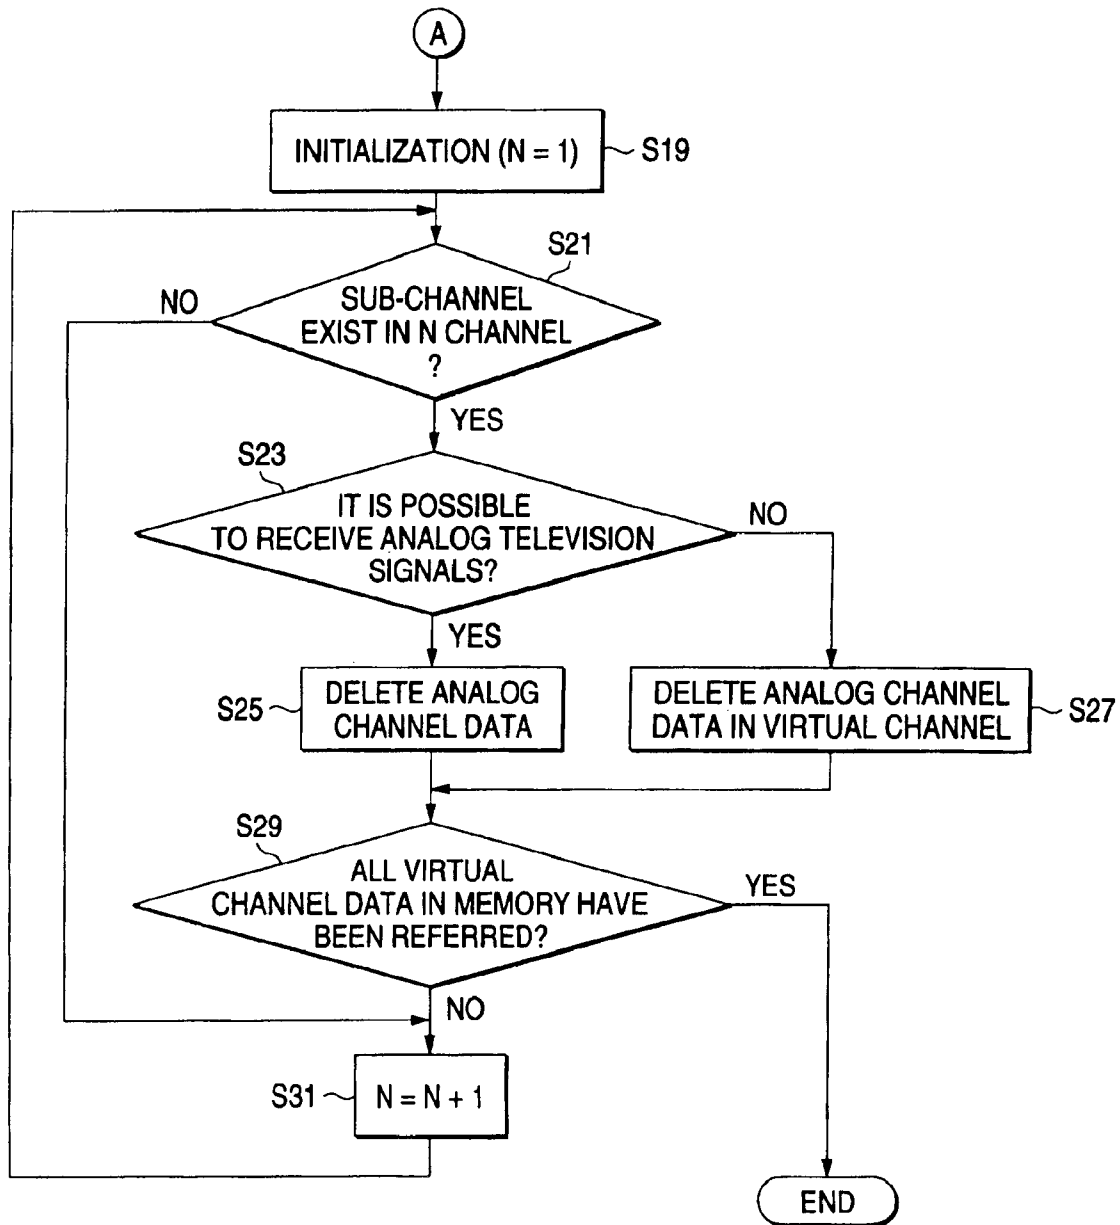 A
INITIALIZATION (N = 1)
S19
S21
NO
SUB-CHANNEL
EXIST IN N CHANNEL
?
YES
S23
IT IS POSSIBLE
TO RECEIVE ANALOG TELEVISION
SIGNALS?
NO
YES
S25
DELETE ANALOG
CHANNEL DATA
DELETE ANALOG CHANNEL
DATA IN VIRTUAL CHANNEL
S27
S29
ALL VIRTUAL
CHANNEL DATA IN MEMORY HAVE
BEEN REFERRED?
YES
NO
S31
N = N + 1
END